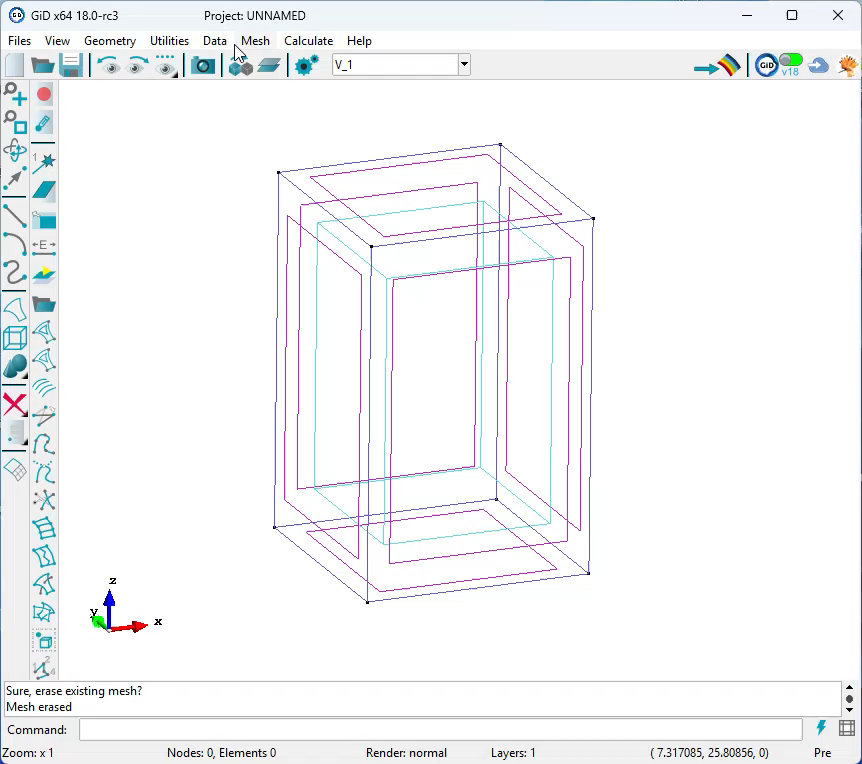 GiD x64 18.0-rc3 Project: UNNAMED
Files View Geometry Utilities Data Mesh Calculate Help
V_1
GiD v18
1
E
z
y
x
2
Sure, erase existing mesh?
Mesh erased
Command:
Zoom: x 1 Nodes: 0, Elements 0 Render: normal Layers: 1 ( 7.317085, 25.80856, 0) Pre